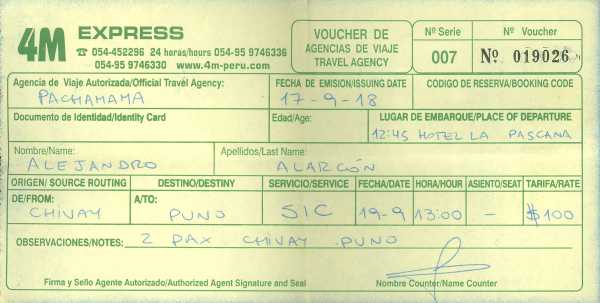 4M EXPRESS
☎ 054-452296 24 horas/hours 054-95 9746336
054-95 9746330 www.4m-peru.com
VOUCHER DE
AGENCIAS DE VIAJE
TRAVEL AGENCY
Nº Serie
007
Nº Voucher
Nº 019026
Agencia de Viaje Autorizada/Official Travel Agency:
PACHAMAMA
FECHA DE EMISION/ISSUING DATE
17-9-18
CODIGO DE RESERVA/BOOKING CODE
Documento de Identidad/Identity Card
Edad/Age:
LUGAR DE EMBARQUE/PLACE OF DEPARTURE
12:45 HOTEL LA PASCANA
Nombre/Name:
ALEJANDRO
Apellidos/Last Name:
ALARCÓN
ORIGEN/ SOURCE ROUTING
DESTINO/DESTINY
SERVICIO/SERVICE
FECHA/DATE
HORA/HOUR
ASIENTO/SEAT
TARIFA/RATE
DE/FROM:
CHIVAY
A/TO:
PUNO
SIC
19-9
13:00
-
$100
OBSERVACIONES/NOTES: 2 PAX CHIVAY PUNO
Firma y Sello Agente Autorizado/Authorized Agent Signature and Seal
Nombre Counter/Name Counter